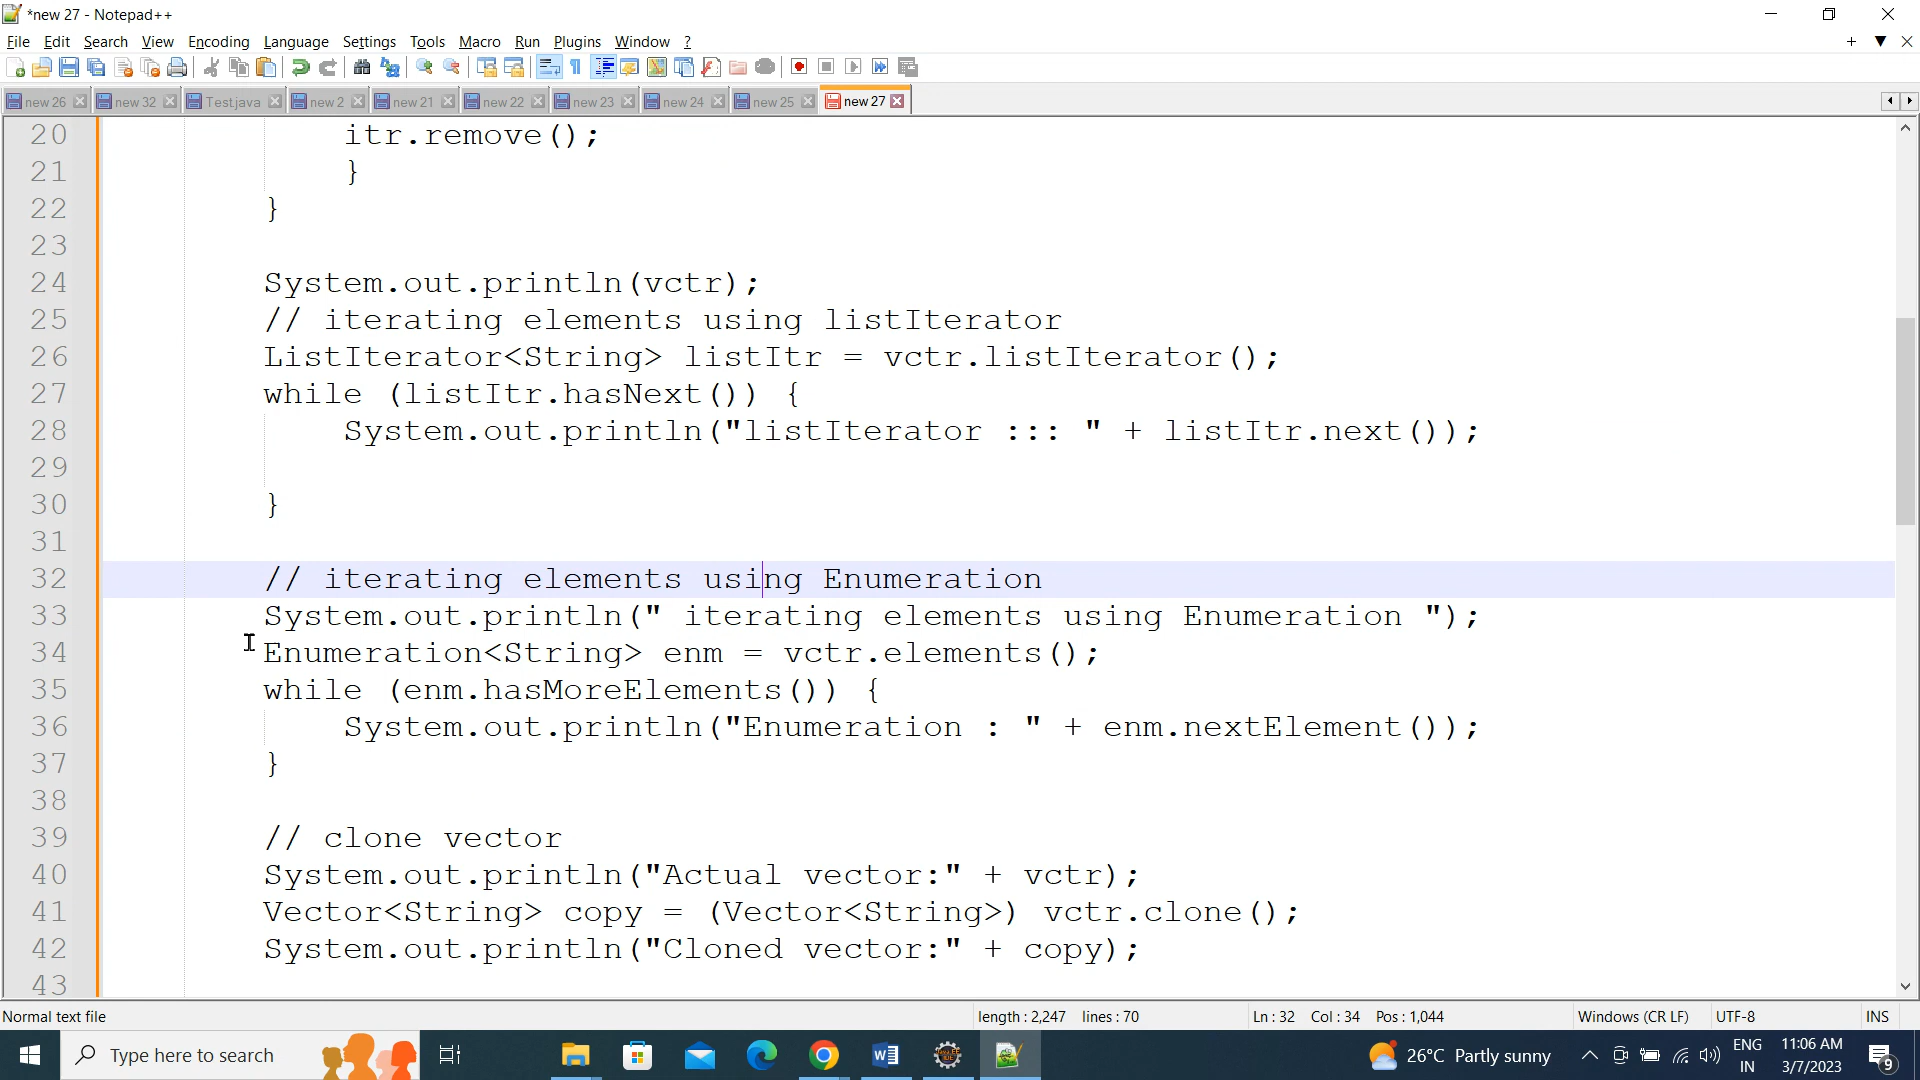 *new 27 - Notepad++
File Edit Search View Encoding Language Settings Tools Macro Run Plugins Window ?
new 26 new 32 Test.java new 2 new 21 new 22 new 23 new 24 new 25 new 27
20 itr.remove();
21 }
22 }
23
24 System.out.println(vctr);
25 // iterating elements using listIterator
26 ListIterator<String> listItr = vctr.listIterator();
27 while (listItr.hasNext()) {
28 System.out.println("listIterator ::: " + listItr.next());
29
30 }
31
32 // iterating elements using Enumeration
33 System.out.println(" iterating elements using Enumeration ");
34 Enumeration<String> enm = vctr.elements();
35 while (enm.hasMoreElements()) {
36 System.out.println("Enumeration : " + enm.nextElement());
37 }
38
39 // clone vector
40 System.out.println("Actual vector:" + vctr);
41 Vector<String> copy = (Vector<String>) vctr.clone();
42 System.out.println("Cloned vector:" + copy);
43
Normal text file length : 2,247 lines : 70 Ln : 32 Col : 34 Pos : 1,044 Windows (CR LF) UTF-8 INS
Type here to search 26°C Partly sunny ENG IN 11:06 AM 3/7/2023 9